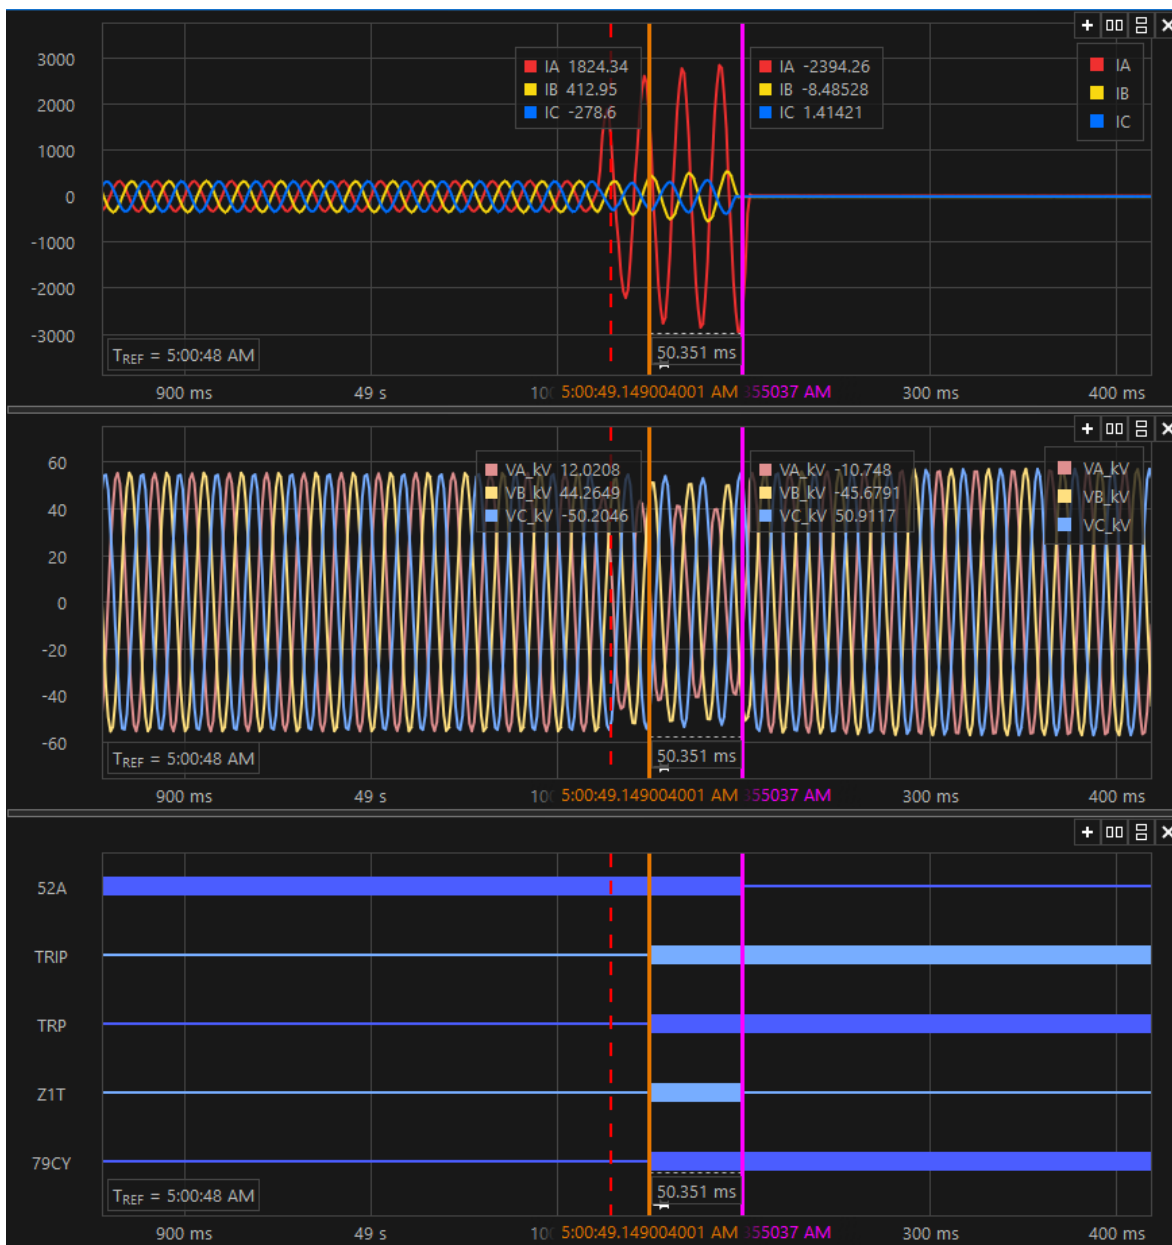 3000
2000
1000
0
-1000
-2000
-3000
IA 1824.34
IB 412.95
IC -278.6
IA -2394.26
IB -8.48528
IC 1.41421
IA
IB
IC
50.351 ms
TREF = 5:00:48 AM
900 ms
49 s
5:00:49.149004001 AM
355037 AM
300 ms
400 ms
60
40
20
0
-20
-40
-60
VA_kV 12.0208
VB_kV 44.2649
VC_kV -50.2046
VA_kV -10.748
VB_kV -45.6791
VC_kV 50.9117
VA_kV
VB_kV
VC_kV
50.351 ms
TREF = 5:00:48 AM
900 ms
49 s
5:00:49.149004001 AM
355037 AM
300 ms
400 ms
52A
TRIP
TRP
Z1T
79CY
50.351 ms
TREF = 5:00:48 AM
900 ms
49 s
5:00:49.149004001 AM
355037 AM
300 ms
400 ms